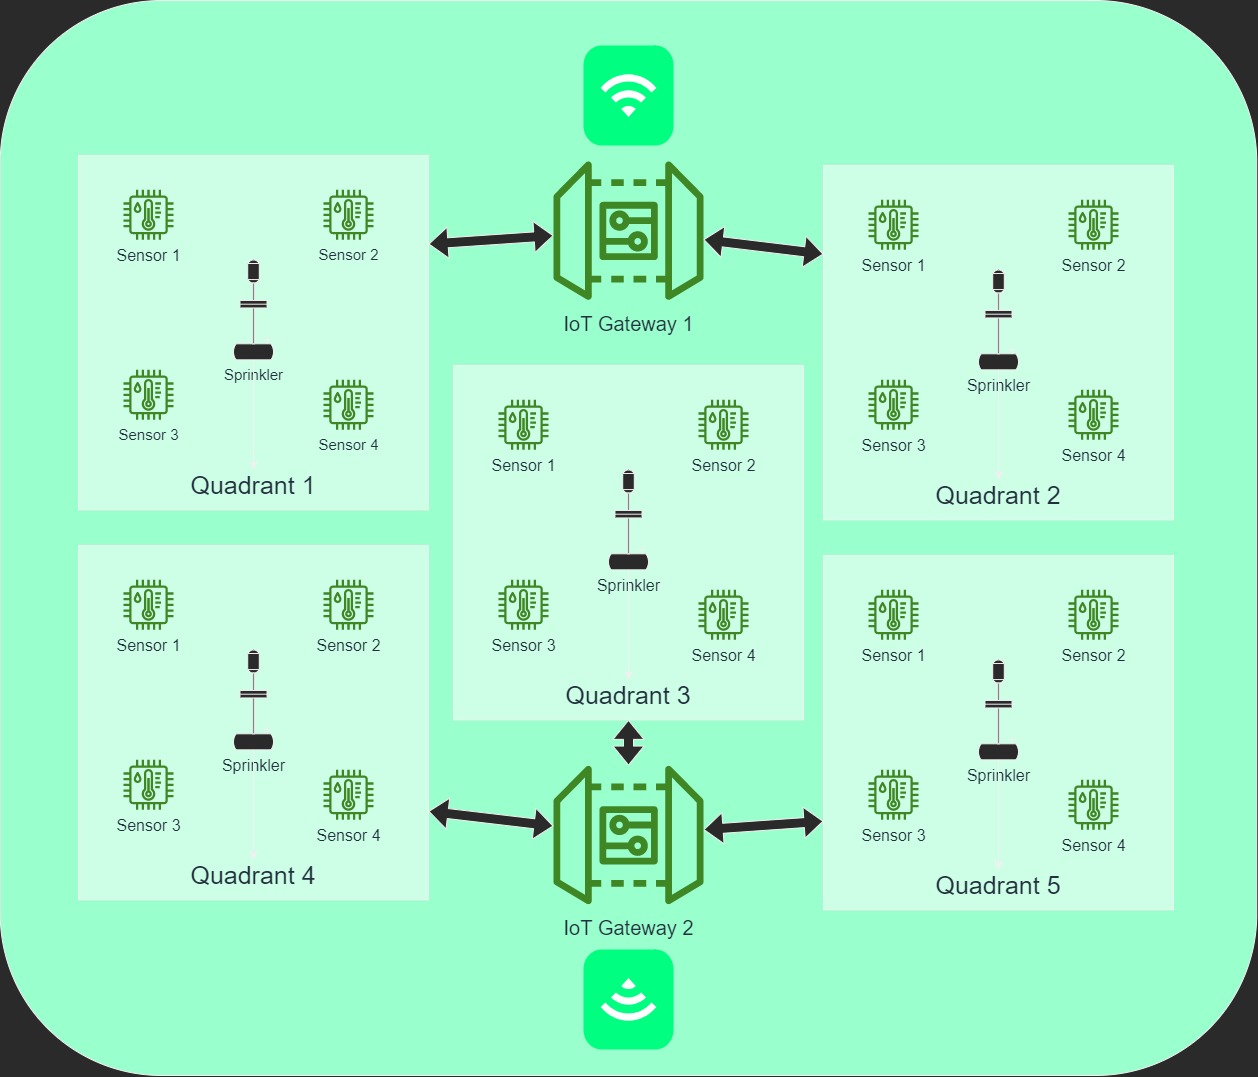 Sensor 1
Sensor 2
Sprinkler
Sensor 3
Sensor 4
Quadrant 1
IoT Gateway 1
Sensor 1
Sensor 2
Sprinkler
Sensor 3
Sensor 4
Quadrant 2
Sensor 1
Sensor 2
Sprinkler
Sensor 3
Sensor 4
Quadrant 3
Sensor 1
Sensor 2
Sprinkler
Sensor 3
Sensor 4
Quadrant 4
Sensor 1
Sensor 2
Sprinkler
Sensor 3
Sensor 4
Quadrant 5
IoT Gateway 2